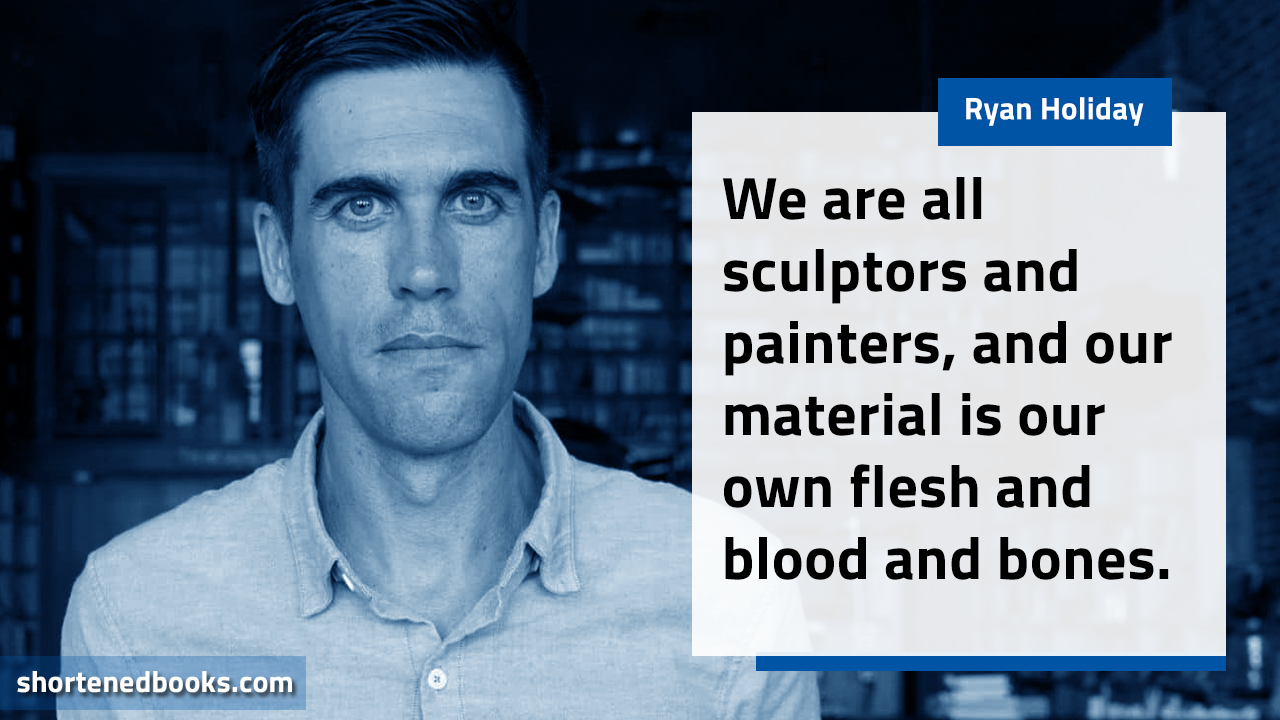 Ryan Holiday
We are all
sculptors and
painters, and our
material is our
own flesh and
blood and bones.
shortenedbooks.com